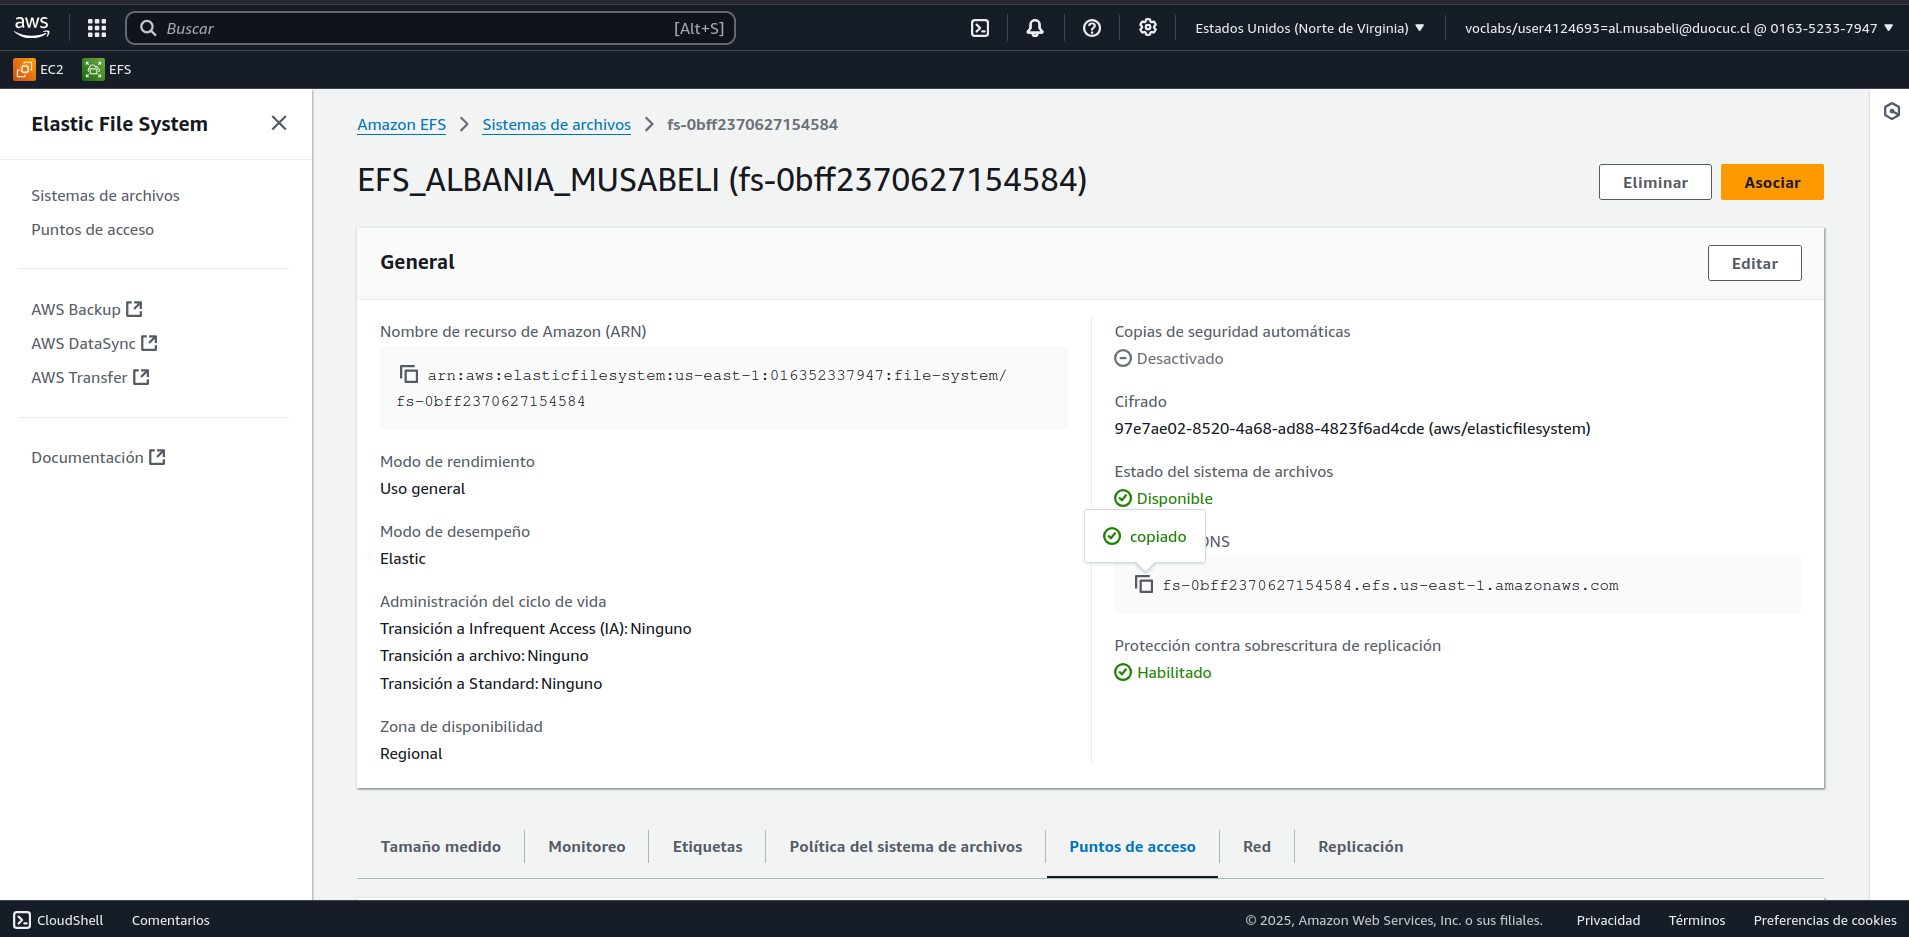 aws
Buscar
[Alt+S]
Estados Unidos (Norte de Virginia)
voclabs/user4124693=al.musabeli@duocuc.cl @ 0163-5233-7947
EC2
EFS
Elastic File System
Sistemas de archivos
Puntos de acceso
AWS Backup
AWS DataSync
AWS Transfer
Documentación
Amazon EFS
Sistemas de archivos
fs-0bff2370627154584
EFS_ALBANIA_MUSABELI (fs-0bff2370627154584)
Eliminar
Asociar
General
Editar
Nombre de recurso de Amazon (ARN)
arn:aws:elasticfilesystem:us-east-1:016352337947:file-system/
fs-0bff2370627154584
Modo de rendimiento
Uso general
Modo de desempeño
Elastic
Administración del ciclo de vida
Transición a Infrequent Access (IA): Ninguno
Transición a archivo: Ninguno
Transición a Standard: Ninguno
Zona de disponibilidad
Regional
Copias de seguridad automáticas
Desactivado
Cifrado
97e7ae02-8520-4a68-ad88-4823f6ad4cde (aws/elasticfilesystem)
Estado del sistema de archivos
Disponible
copiado
DNS
fs-0bff2370627154584.efs.us-east-1.amazonaws.com
Protección contra sobrescritura de replicación
Habilitado
Tamaño medido
Monitoreo
Etiquetas
Política del sistema de archivos
Puntos de acceso
Red
Replicación
CloudShell
Comentarios
© 2025, Amazon Web Services, Inc. o sus filiales.
Privacidad
Términos
Preferencias de cookies